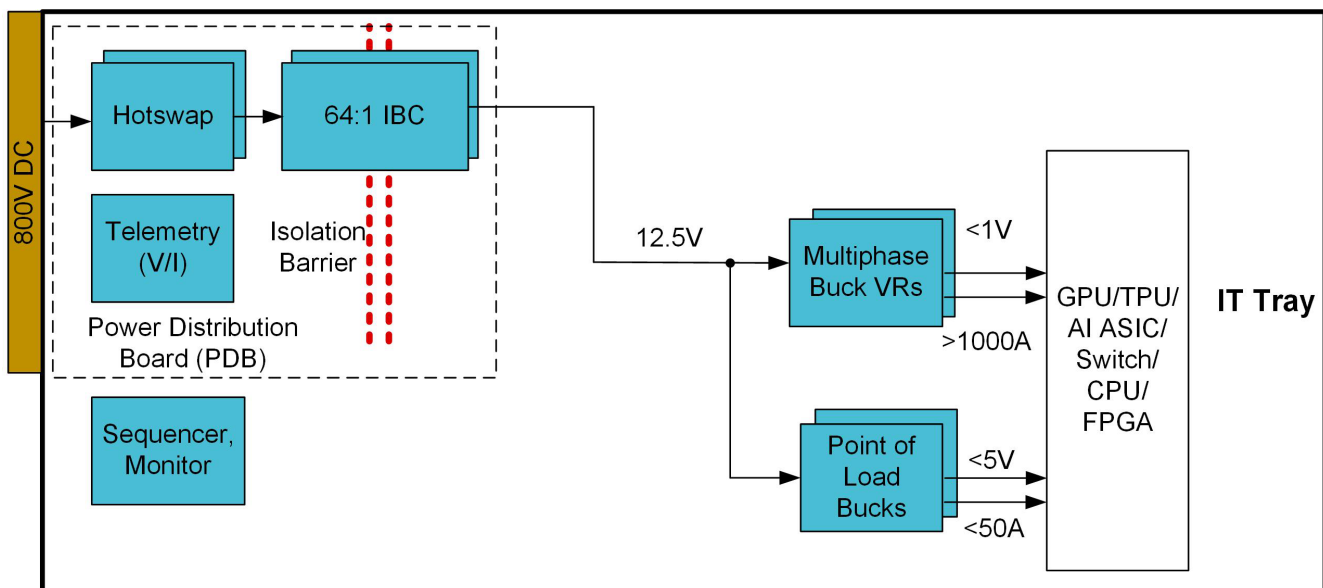 800V DC
Hotswap
64:1 IBC
Telemetry
(V/I)
Isolation
Barrier
Power Distribution
Board (PDB)
Sequencer,
Monitor
12.5V
Multiphase
Buck VRs
<1V
>1000A
Point of
Load
Bucks
<5V
<50A
GPU/TPU/
AI ASIC/
Switch/
CPU/
FPGA
IT Tray